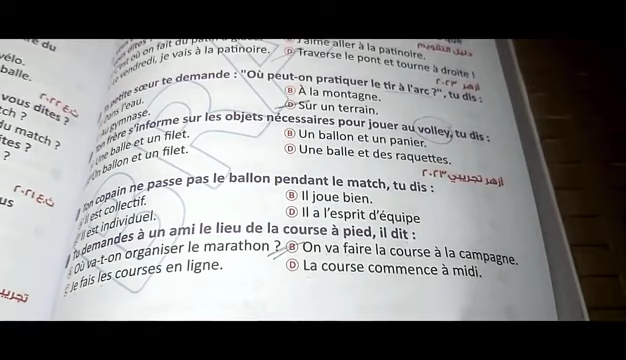 J'aime aller à la patinoire.
où on fait du patin à glace
vendredi, je vais à la patinoire. D Traverse le pont et tourne à droite !
petite sœur te demande : "Où peut-on pratiquer le tir à l'arc ?", tu dis :
Dans l'eau. B À la montagne.
Au gymnase. D Sur un terrain.
Ton frère s'informe sur les objets nécessaires pour jouer au volley, tu dis :
Une balle et un filet. B Un ballon et un panier.
Un ballon et un filet. D Une balle et des raquettes.
أزهر تجريبي ٢٠٢٣
Ton copain ne passe pas le ballon pendant le match, tu dis :
Il est collectif. B Il joue bien.
Il est individuel. D Il a l'esprit d'équipe
Tu demandes à un ami le lieu de la course à pied, il dit :
Où va-t-on organiser le marathon ? B On va faire la course à la campagne.
C Je fais les courses en ligne. D La course commence à midi.
vélo.
balle.
vous dites ?
match ?